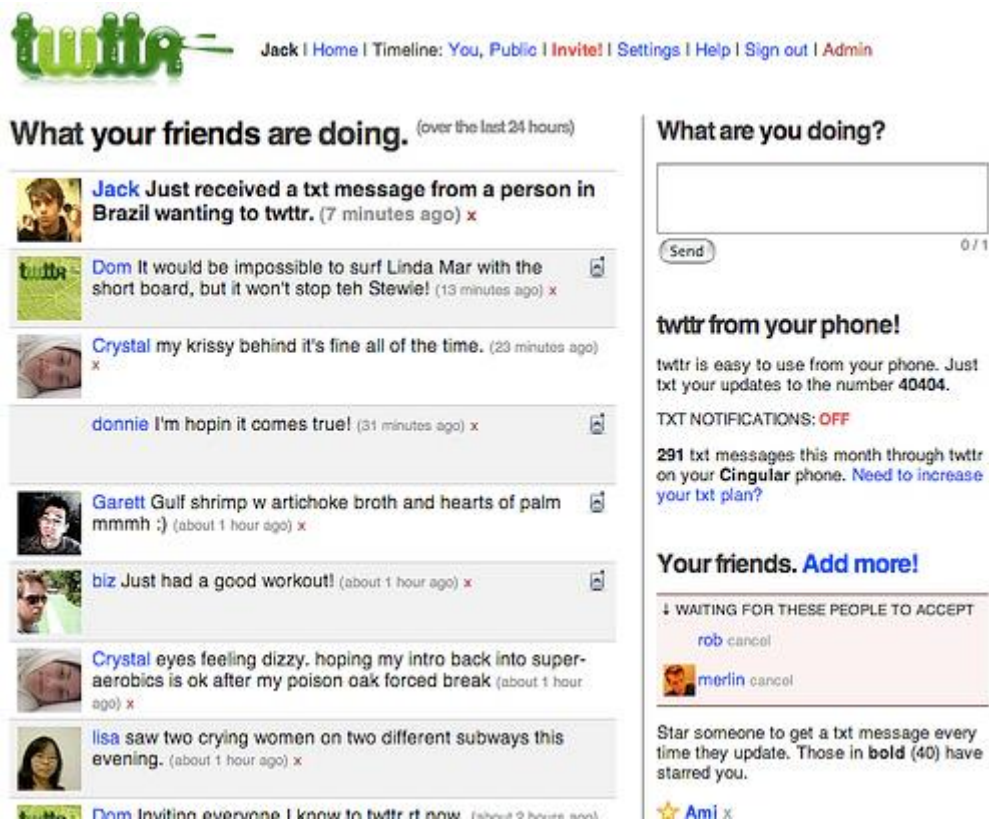 twttr
Jack | Home | Timeline: You, Public | Invite! | Settings | Help | Sign out | Admin
What your friends are doing. (over the last 24 hours)
Jack Just received a txt message from a person in
Brazil wanting to twttr. (7 minutes ago) x
twttr
Dom It would be impossible to surf Linda Mar with the
short board, but it won't stop teh Stewie! (13 minutes ago) x
Crystal my krissy behind it's fine all of the time. (23 minutes ago)
x
donnie I'm hopin it comes true! (31 minutes ago) x
Garett Gulf shrimp w artichoke broth and hearts of palm
mmmh :) (about 1 hour ago) x
biz Just had a good workout! (about 1 hour ago) x
Crystal eyes feeling dizzy. hoping my intro back into super-
aerobics is ok after my poison oak forced break (about 1 hour
ago) x
lisa saw two crying women on two different subways this
evening. (about 1 hour ago) x
Dom Inviting everyone I know to twttr rt now. (about 2 hours ago)
What are you doing?
Send
0 / 1
twttr from your phone!
twttr is easy to use from your phone. Just
txt your updates to the number 40404.
TXT NOTIFICATIONS: OFF
291 txt messages this month through twttr
on your Cingular phone. Need to increase
your txt plan?
Your friends. Add more!
↓ WAITING FOR THESE PEOPLE TO ACCEPT
rob cancel
merlin cancel
Star someone to get a txt message every
time they update. Those in bold (40) have
starred you.
Ami x